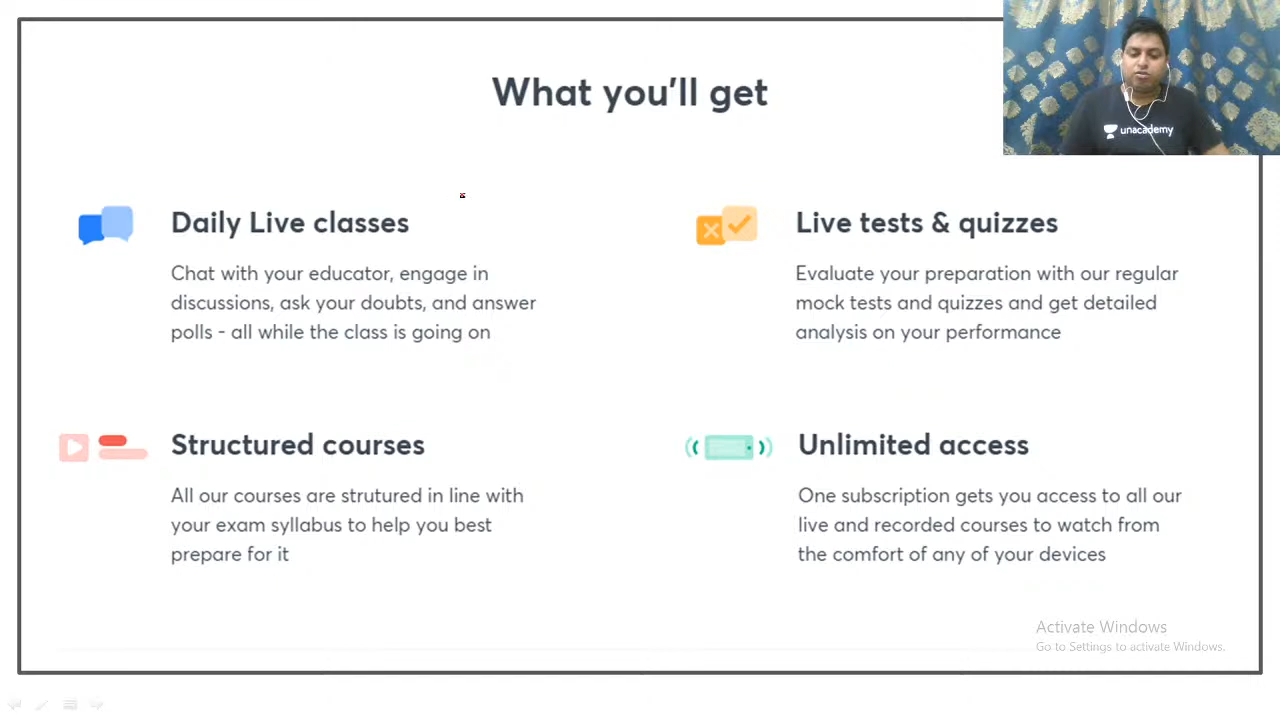 What you'll get
unacademy
Daily Live classes
Chat with your educator, engage in
discussions, ask your doubts, and answer
polls - all while the class is going on
Live tests & quizzes
Evaluate your preparation with our regular
mock tests and quizzes and get detailed
analysis on your performance
Structured courses
All our courses are strutured in line with
your exam syllabus to help you best
prepare for it
Unlimited access
One subscription gets you access to all our
live and recorded courses to watch from
the comfort of any of your devices
Activate Windows
Go to Settings to activate Windows.